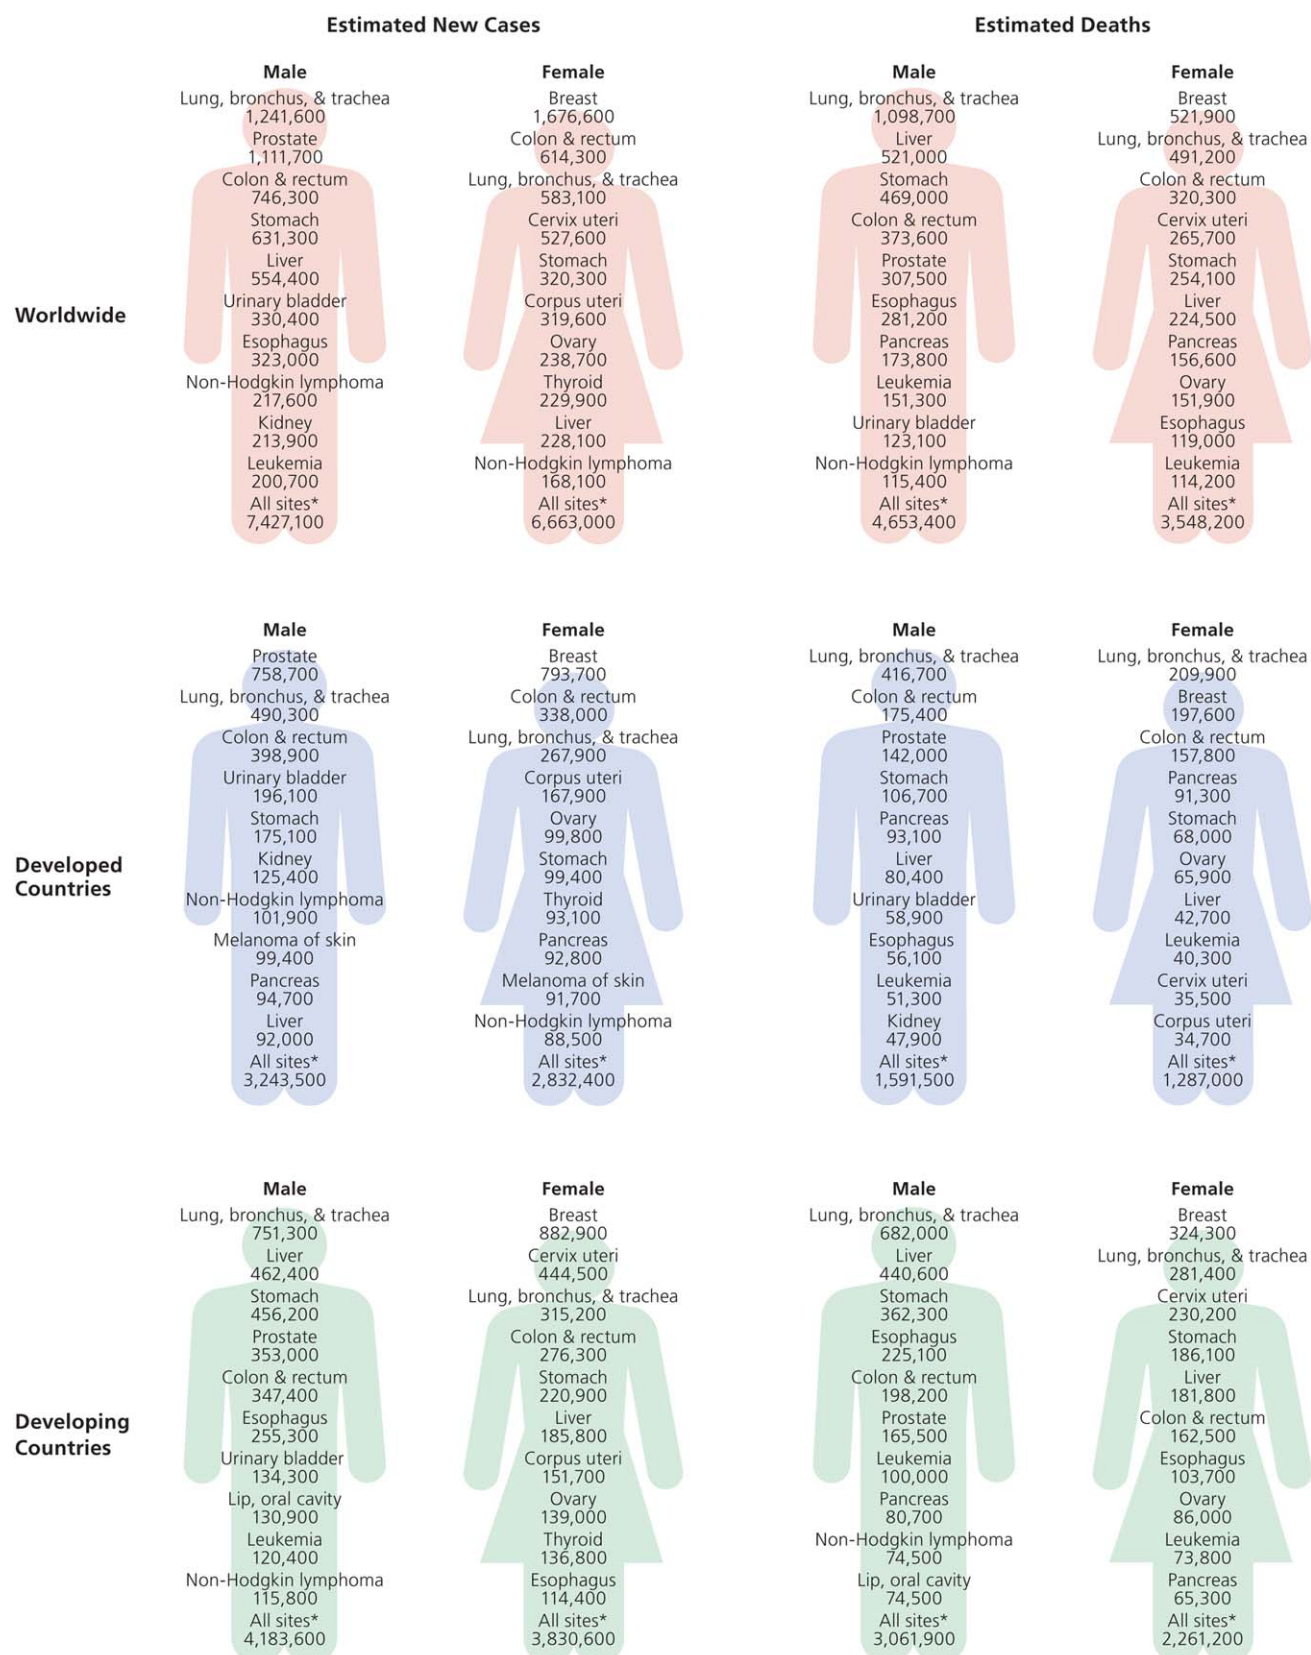 Estimated New Cases
Estimated Deaths
Worldwide
Male
Lung, bronchus, & trachea
1,241,600
Prostate
1,111,700
Colon & rectum
746,300
Stomach
631,300
Liver
554,400
Urinary bladder
330,400
Esophagus
323,000
Non-Hodgkin lymphoma
217,600
Kidney
213,900
Leukemia
200,700
All sites*
7,427,100
Female
Breast
1,676,600
Colon & rectum
614,300
Lung, bronchus, & trachea
583,100
Cervix uteri
527,600
Stomach
320,300
Corpus uteri
319,600
Ovary
238,700
Thyroid
229,900
Liver
228,100
Non-Hodgkin lymphoma
168,100
All sites*
6,663,000
Male
Lung, bronchus, & trachea
1,098,700
Liver
521,000
Stomach
469,000
Colon & rectum
373,600
Prostate
307,500
Esophagus
281,200
Pancreas
173,800
Leukemia
151,300
Urinary bladder
123,100
Non-Hodgkin lymphoma
115,400
All sites*
4,653,400
Female
Breast
521,900
Lung, bronchus, & trachea
491,200
Colon & rectum
320,300
Cervix uteri
265,700
Stomach
254,100
Liver
224,500
Pancreas
156,600
Ovary
151,900
Esophagus
119,000
Leukemia
114,200
All sites*
3,548,200
Developed
Countries
Male
Prostate
758,700
Lung, bronchus, & trachea
490,300
Colon & rectum
398,900
Urinary bladder
196,100
Stomach
175,100
Kidney
125,400
Non-Hodgkin lymphoma
101,900
Melanoma of skin
99,400
Pancreas
94,700
Liver
92,000
All sites*
3,243,500
Female
Breast
793,700
Colon & rectum
338,000
Lung, bronchus, & trachea
267,900
Corpus uteri
167,900
Ovary
99,800
Stomach
99,400
Thyroid
93,100
Pancreas
92,800
Melanoma of skin
91,700
Non-Hodgkin lymphoma
88,500
All sites*
2,832,400
Male
Lung, bronchus, & trachea
416,700
Colon & rectum
175,400
Prostate
142,000
Stomach
106,700
Pancreas
93,100
Liver
80,400
Urinary bladder
58,900
Esophagus
56,100
Leukemia
51,300
Kidney
47,900
All sites*
1,591,500
Female
Lung, bronchus, & trachea
209,900
Breast
197,600
Colon & rectum
157,800
Pancreas
91,300
Stomach
68,000
Ovary
65,900
Liver
42,700
Leukemia
40,300
Cervix uteri
35,500
Corpus uteri
34,700
All sites*
1,287,000
Developing
Countries
Male
Lung, bronchus, & trachea
751,300
Liver
462,400
Stomach
456,200
Prostate
353,000
Colon & rectum
347,400
Esophagus
255,300
Urinary bladder
134,300
Lip, oral cavity
130,900
Leukemia
120,400
Non-Hodgkin lymphoma
115,800
All sites*
4,183,600
Female
Breast
882,900
Cervix uteri
444,500
Lung, bronchus, & trachea
315,200
Colon & rectum
276,300
Stomach
220,900
Liver
185,800
Corpus uteri
151,700
Ovary
139,000
Thyroid
136,800
Esophagus
114,400
All sites*
3,830,600
Male
Lung, bronchus, & trachea
682,000
Liver
440,600
Stomach
362,300
Esophagus
225,100
Colon & rectum
198,200
Prostate
165,500
Leukemia
100,000
Pancreas
80,700
Non-Hodgkin lymphoma
74,500
Lip, oral cavity
74,500
All sites*
3,061,900
Female
Breast
324,300
Lung, bronchus, & trachea
281,400
Cervix uteri
230,200
Stomach
186,100
Liver
181,800
Colon & rectum
162,500
Esophagus
103,700
Ovary
86,000
Leukemia
73,800
Pancreas
65,300
All sites*
2,261,200